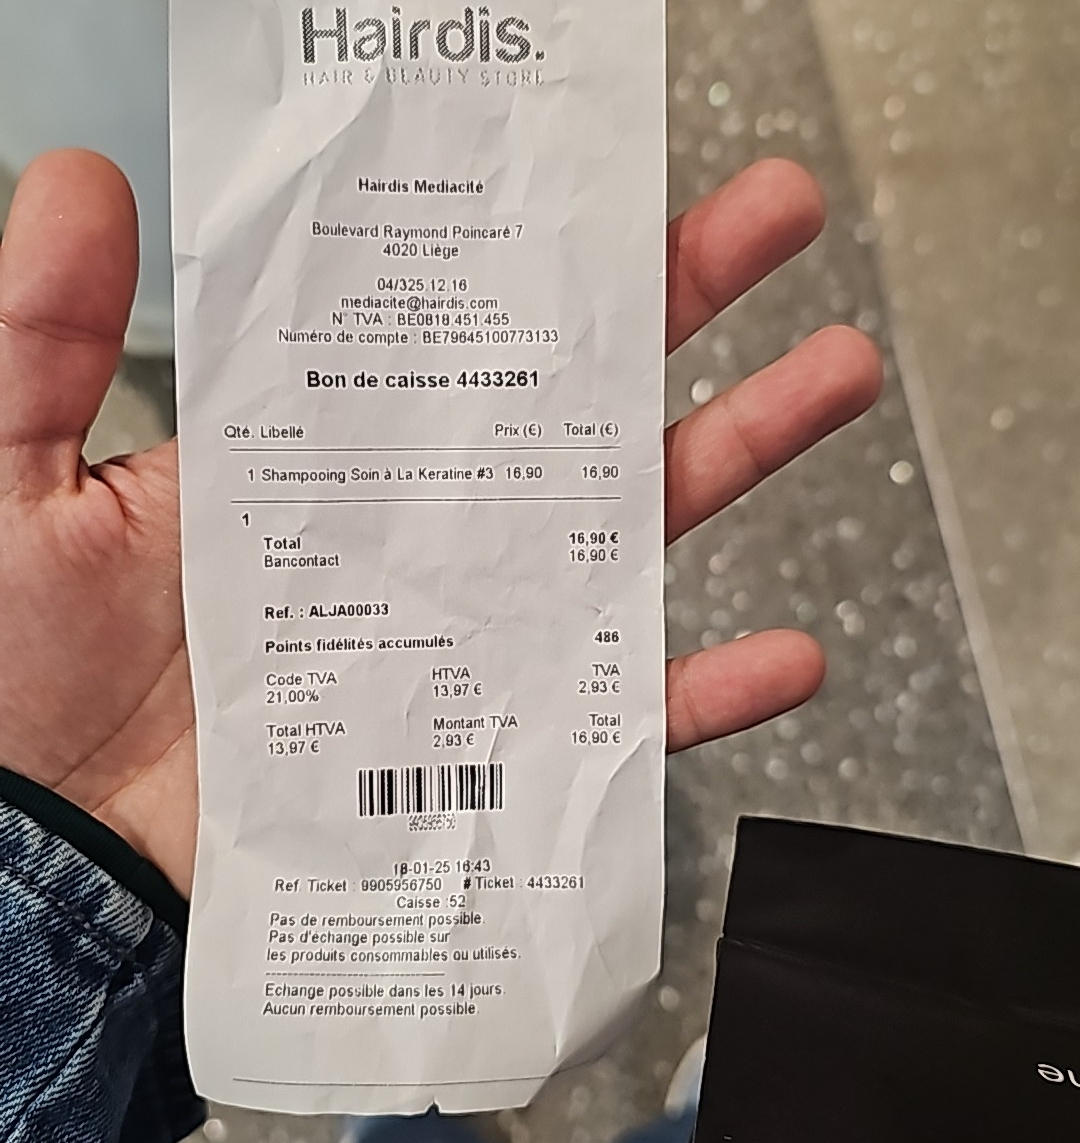 Hairdis.
HAIR & BEAUTY STORE
Hairdis Mediacité
Boulevard Raymond Poincaré 7
4020 Liège
04/325.12.16
mediacite@hairdis.com
N° TVA : BE0818.451.455
Numéro de compte : BE79645100773133
Bon de caisse 4433261
Qté. Libellé Prix (€) Total (€)
1 Shampooing Soin à La Keratine #3 16,90 16,90
1
Total 16,90 €
Bancontact 16,90 €
Ref. : ALJA00033
Points fidélités accumulés 486
Code TVA HTVA TVA
21,00% 13,97 € 2,93 €
Total HTVA Montant TVA Total
13,97 € 2,93 € 16,90 €
18-01-25 16:43
Ref. Ticket : 9905956750 # Ticket : 4433261
Caisse :52
Pas de remboursement possible.
Pas d'échange possible sur
les produits consommables ou utilisés.
Echange possible dans les 14 jours.
Aucun remboursement possible.